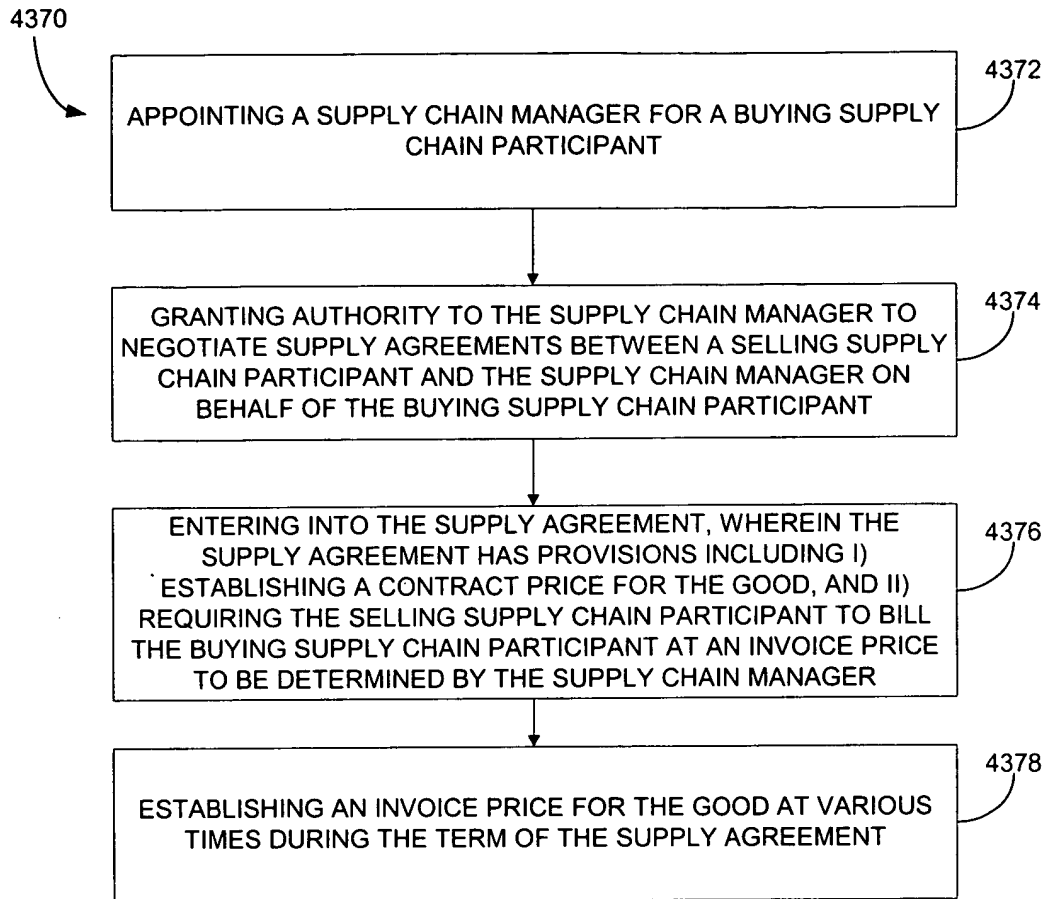 4370
4372
APPOINTING A SUPPLY CHAIN MANAGER FOR A BUYING SUPPLY
CHAIN PARTICIPANT
4374
GRANTING AUTHORITY TO THE SUPPLY CHAIN MANAGER TO
NEGOTIATE SUPPLY AGREEMENTS BETWEEN A SELLING SUPPLY
CHAIN PARTICIPANT AND THE SUPPLY CHAIN MANAGER ON
BEHALF OF THE BUYING SUPPLY CHAIN PARTICIPANT
4376
ENTERING INTO THE SUPPLY AGREEMENT, WHEREIN THE
SUPPLY AGREEMENT HAS PROVISIONS INCLUDING I)
ESTABLISHING A CONTRACT PRICE FOR THE GOOD, AND II)
REQUIRING THE SELLING SUPPLY CHAIN PARTICIPANT TO BILL
THE BUYING SUPPLY CHAIN PARTICIPANT AT AN INVOICE PRICE
TO BE DETERMINED BY THE SUPPLY CHAIN MANAGER
4378
ESTABLISHING AN INVOICE PRICE FOR THE GOOD AT VARIOUS
TIMES DURING THE TERM OF THE SUPPLY AGREEMENT